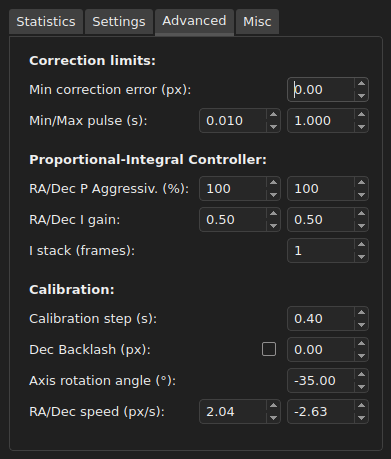 Statistics Settings Advanced Misc
Correction limits:
Min correction error (px): 0.00
Min/Max pulse (s): 0.010 1.000
Proportional-Integral Controller:
RA/Dec P Aggressiv. (%): 100 100
RA/Dec I gain: 0.50 0.50
I stack (frames): 1
Calibration:
Calibration step (s): 0.40
Dec Backlash (px): 0.00
Axis rotation angle (°): -35.00
RA/Dec speed (px/s): 2.04 -2.63